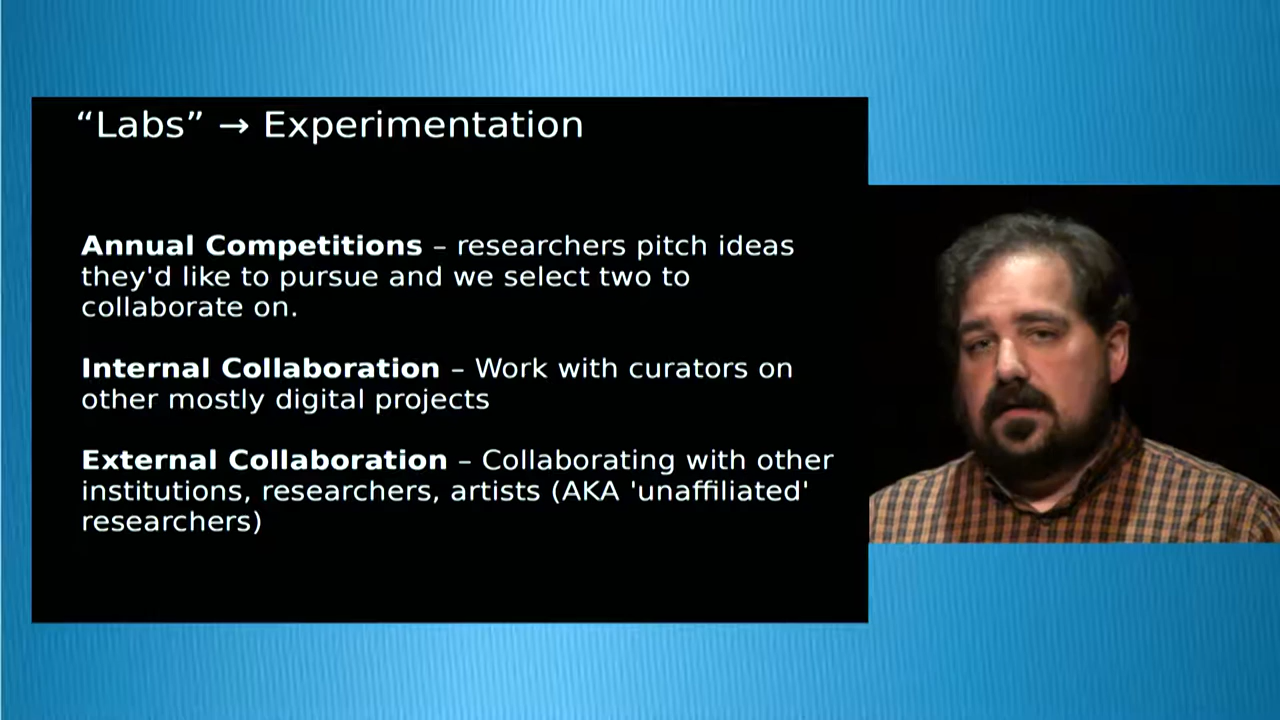 “Labs” → Experimentation
Annual Competitions – researchers pitch ideas
they'd like to pursue and we select two to
collaborate on.
Internal Collaboration – Work with curators on
other mostly digital projects
External Collaboration – Collaborating with other
institutions, researchers, artists (AKA 'unaffiliated'
researchers)